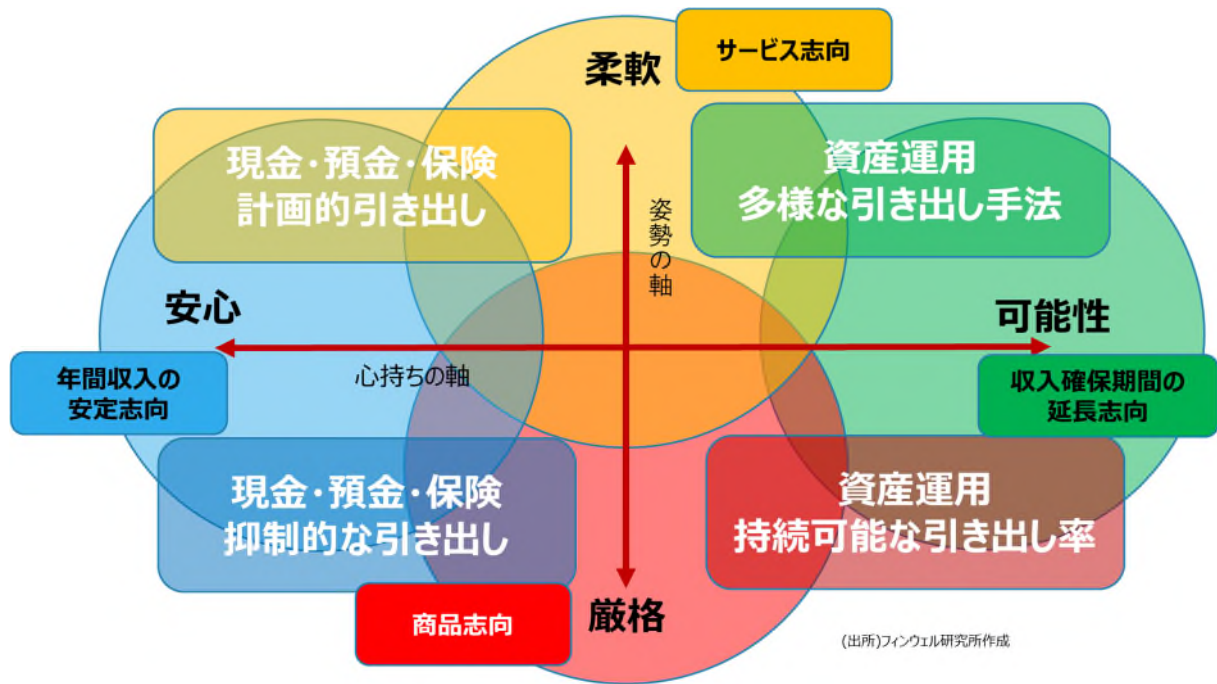 サービス志向
柔軟
現金・預金・保険
計画的引き出し
資産運用
多様な引き出し手法
姿勢の軸
安心
可能性
心持ちの軸
年間収入の
安定志向
収入確保期間の
延長志向
現金・預金・保険
抑制的な引き出し
資産運用
持続可能な引き出し率
商品志向
厳格
(出所)フィンウェル研究所作成